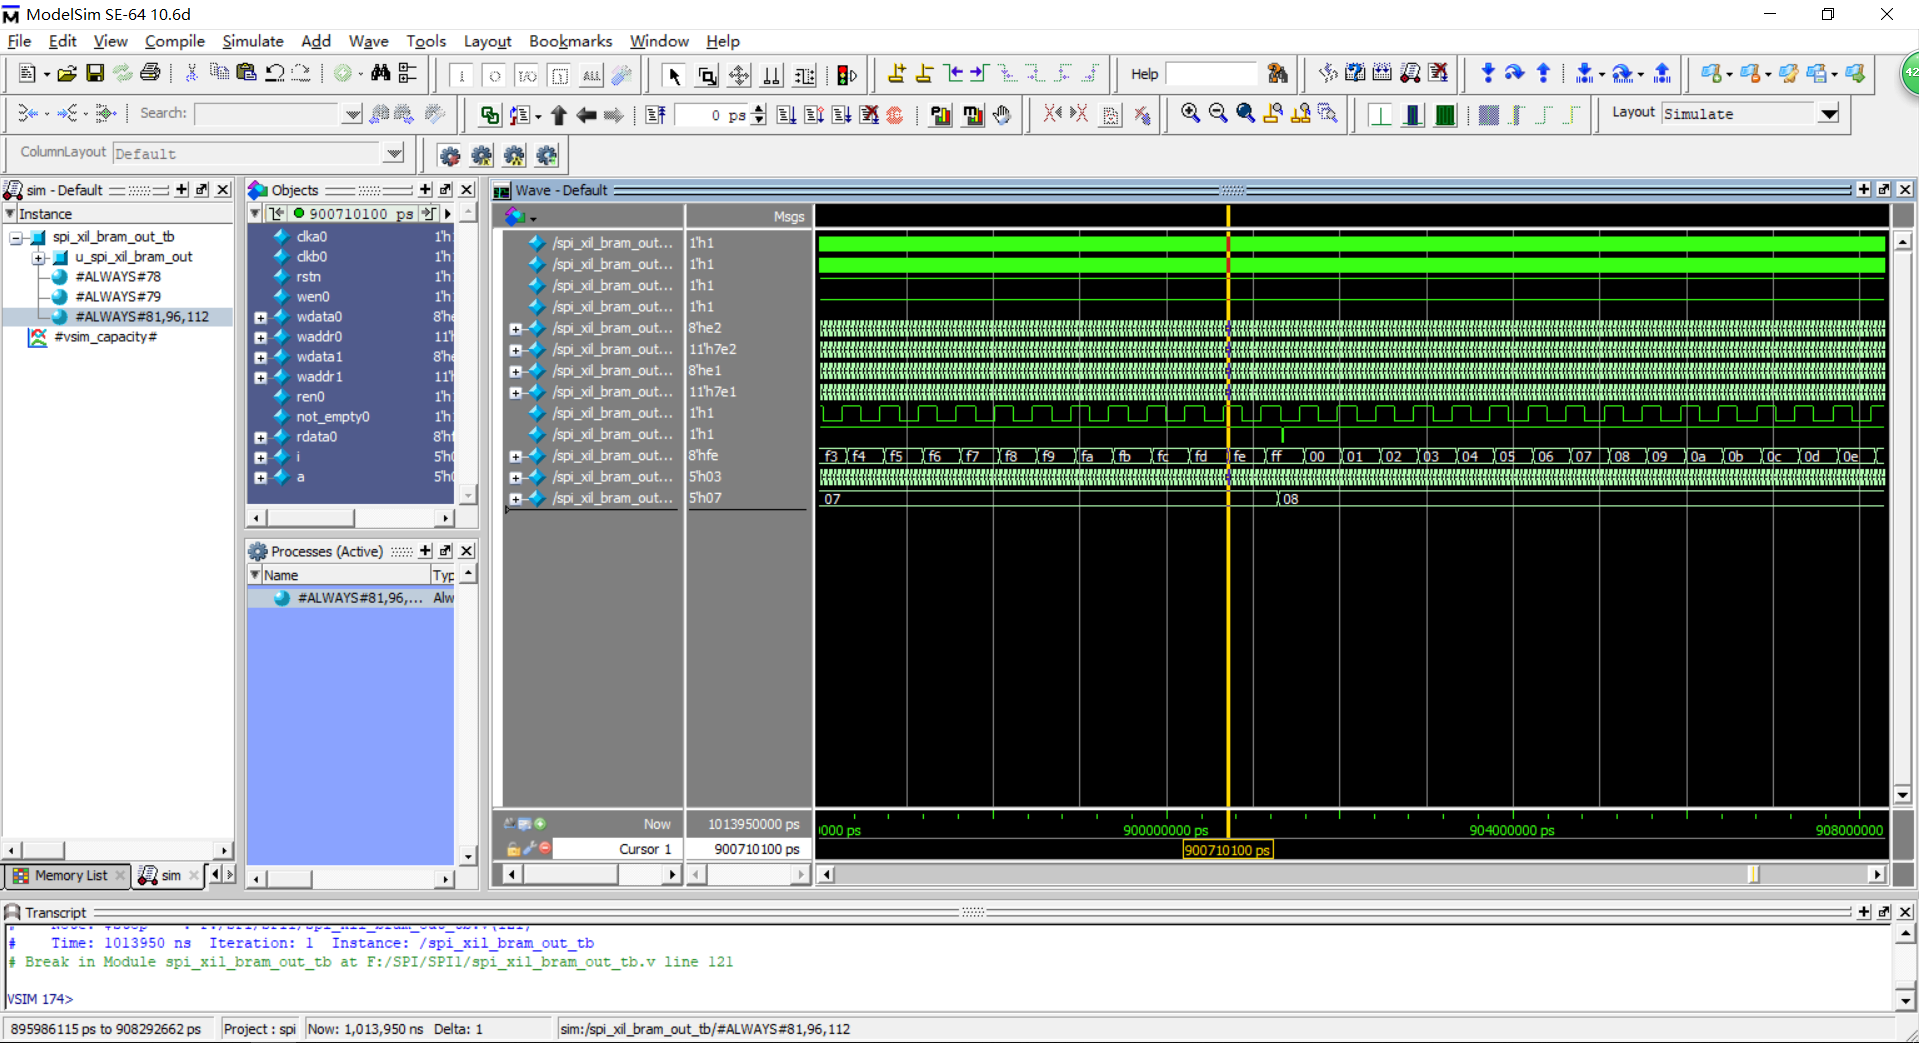 ModelSim SE-64 10.6d
File Edit View Compile Simulate Add Wave Tools Layout Bookmarks Window Help
Help
Search:
0 ps
Layout Simulate
ColumnLayout Default
sim - Default
Instance
spi_xil_bram_out_tb
u_spi_xil_bram_out
#ALWAYS#78
#ALWAYS#79
#ALWAYS#81,96,112
#vsim_capacity#
Memory List
sim
Objects
900710100 ps
clka0 1'h
clkb0 1'h
rstn 1'h
wen0 1'h
wdata0 8'h
waddr0 11'
wdata1 8'h
waddr1 11'
ren0 1'h
not_empty0 1'h
rdata0 8'h
i 5'h
a 5'h
Processes (Active)
Name Typ
#ALWAYS#81,96,... Alw
Wave - Default
Msgs
/spi_xil_bram_out... 1'h1
/spi_xil_bram_out... 1'h1
/spi_xil_bram_out... 1'h1
/spi_xil_bram_out... 1'h1
/spi_xil_bram_out... 8'he2
/spi_xil_bram_out... 11'h7e2
/spi_xil_bram_out... 8'he1
/spi_xil_bram_out... 11'h7e1
/spi_xil_bram_out... 1'h1
/spi_xil_bram_out... 1'h1
/spi_xil_bram_out... 8'hfe f3 f4 f5 f6 f7 f8 f9 fa fb fc fd fe ff 00 01 02 03 04 05 06 07 08 09 0a 0b 0c 0d 0e
/spi_xil_bram_out... 5'h03
/spi_xil_bram_out... 5'h07 07 08
Now 1013950000 ps 0000 ps 900000000 ps 904000000 ps 908000000
Cursor 1 900710100 ps 900710100 ps
Transcript
# Time: 1013950 ns Iteration: 1 Instance: /spi_xil_bram_out_tb
# Break in Module spi_xil_bram_out_tb at F:/SPI/SPI1/spi_xil_bram_out_tb.v line 121
VSIM 174>
895986115 ps to 908292662 ps Project : spi Now: 1,013,950 ns Delta: 1 sim:/spi_xil_bram_out_tb/#ALWAYS#81,96,112